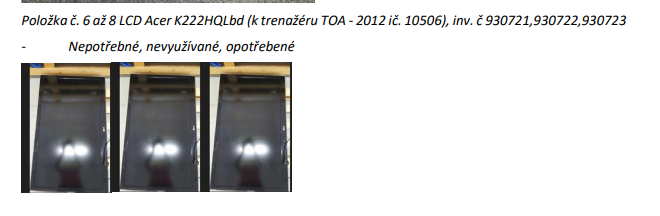 Položka č. 6 až 8 LCD Acer K222HQLbd (k trenažéru TOA - 2012 ič. 10506), inv. č 930721,930722,930723
- Nepotřebné, nevyužívané, opotřebené